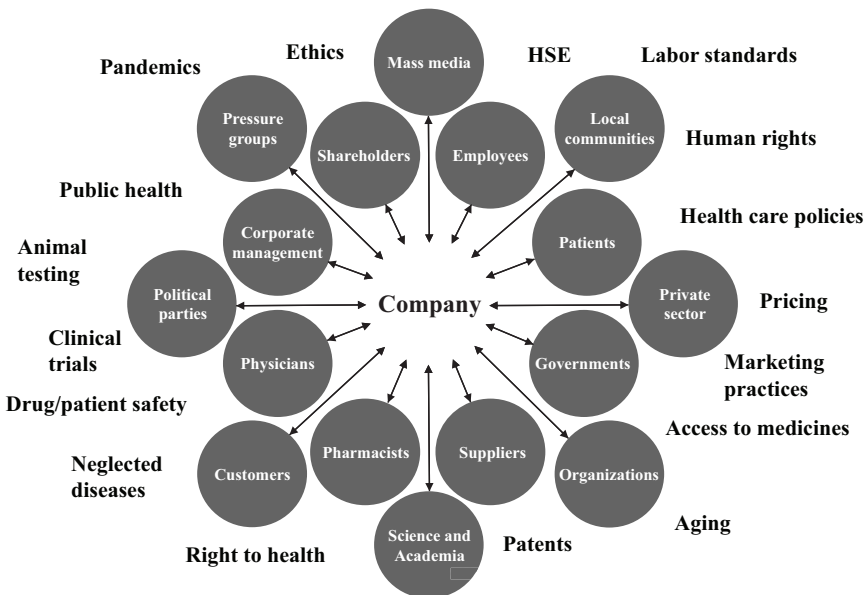 Ethics
Mass media
HSE
Labor standards
Pandemics
Pressure
groups
Shareholders
Employees
Local
communities
Human rights
Public health
Corporate
management
Patients
Health care policies
Animal
testing
Political
parties
Company
Private
sector
Pricing
Clinical
trials
Physicians
Governments
Marketing
practices
Drug/patient safety
Access to medicines
Neglected
diseases
Customers
Pharmacists
Suppliers
Organizations
Aging
Right to health
Science and
Academia
Patents